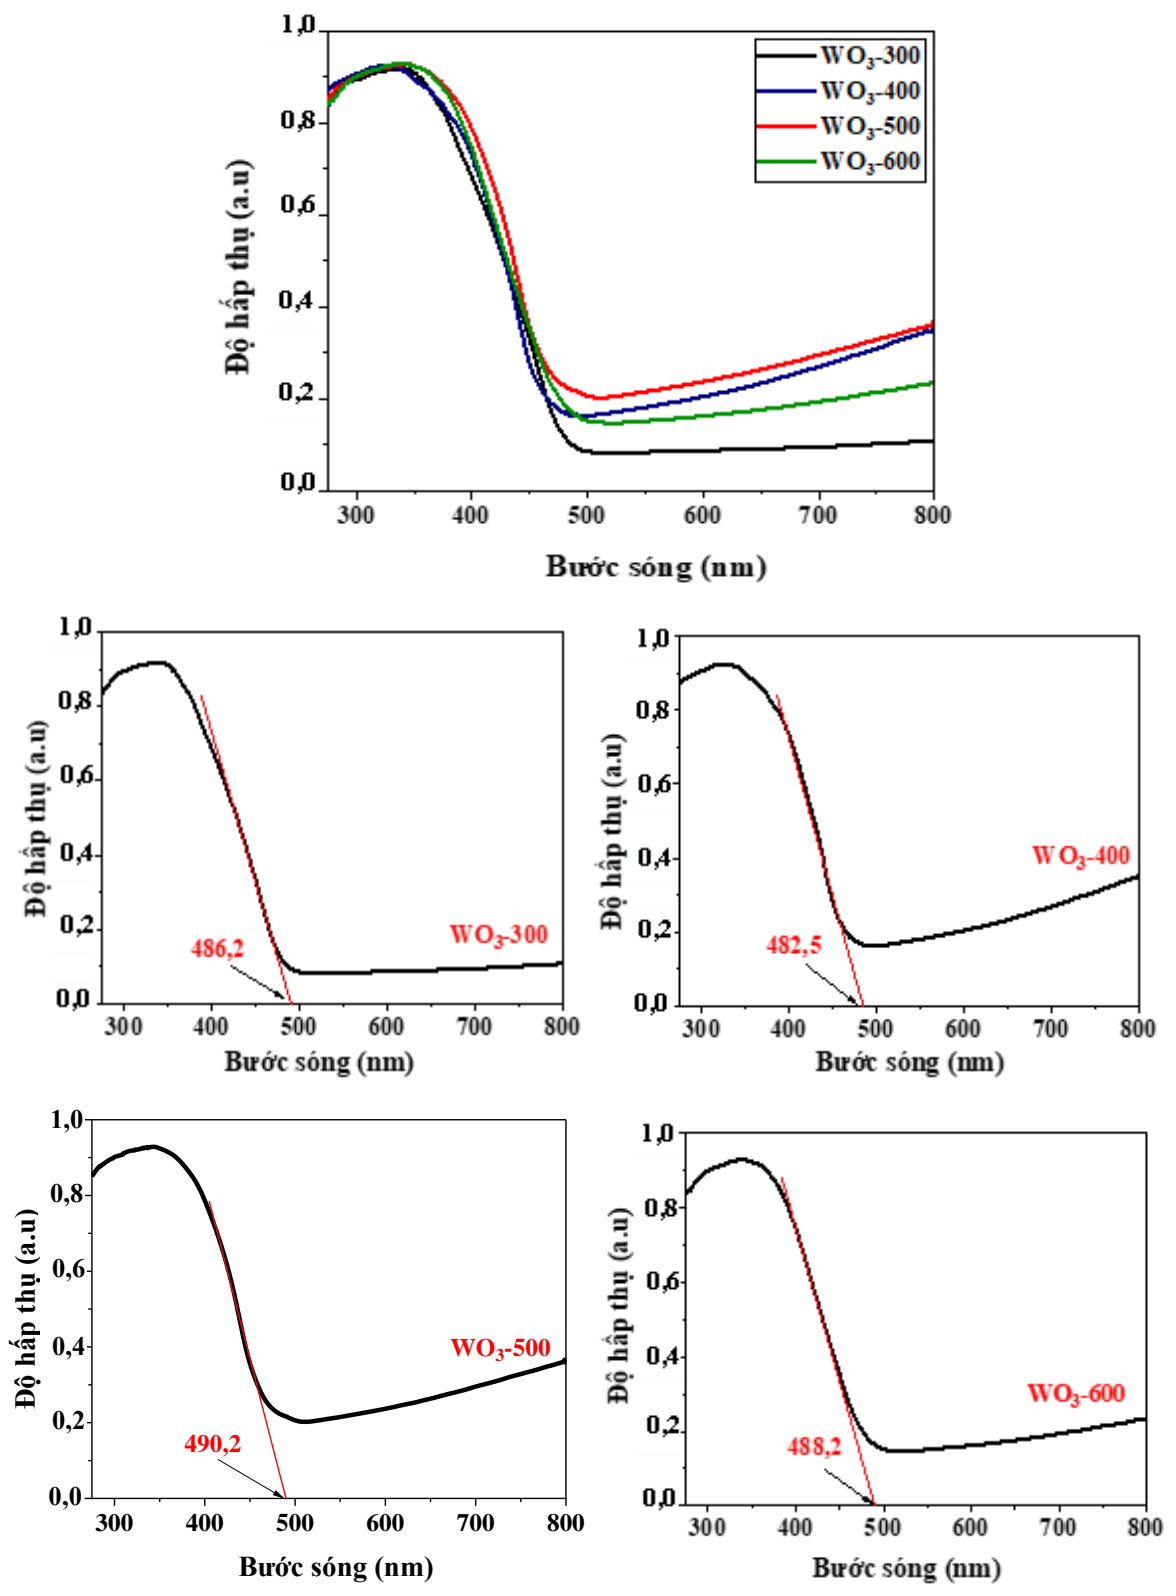 1,0
0,8
0,6
0,4
0,2
0,0
Độ hấp thụ (a.u)
WO3-300
WO3-400
WO3-500
WO3-600
300 400 500 600 700 800
Bước sóng (nm)
1,0
0,8
0,6
0,4
0,2
0,0
Độ hấp thụ (a.u)
486,2
WO3-300
300 400 500 600 700 800
Bước sóng (nm)
1,0
0,8
0,6
0,4
0,2
0,0
Độ hấp thụ (a.u)
WO3-400
482,5
300 400 500 600 700 800
Bước sóng (nm)
1,0
0,8
0,6
0,4
0,2
0,0
Độ hấp thụ (a.u)
WO3-500
490,2
300 400 500 600 700 800
Bước sóng (nm)
1,0
0,8
0,6
0,4
0,2
0,0
Độ hấp thụ (a.u)
WO3-600
488,2
300 400 500 600 700 800
Bước sóng (nm)